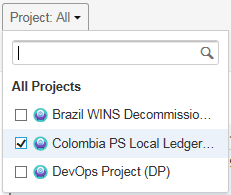 Project: All
All Projects
Brazil WINS Decommissio...
Colombia PS Local Ledger...
DevOps Project (DP)